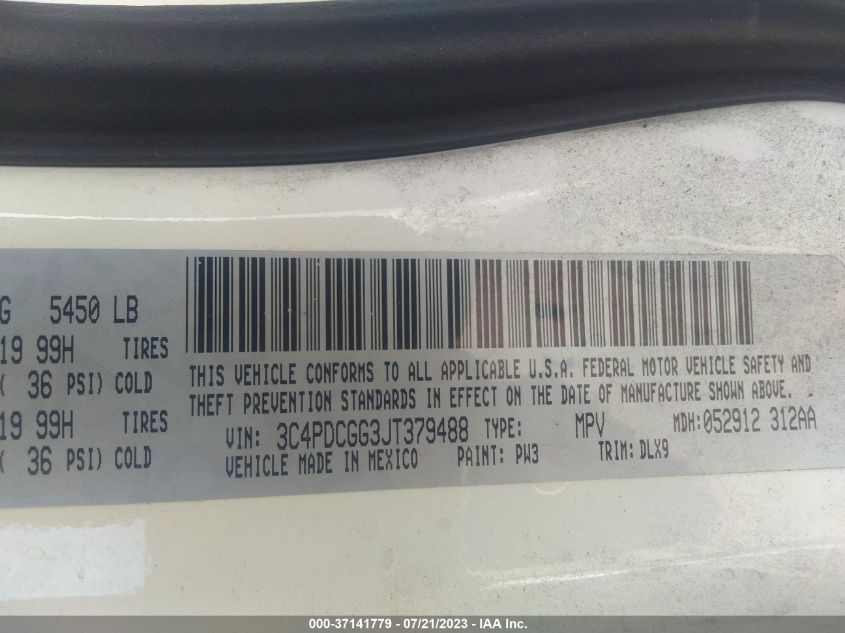 G 5450 LB
19 99H TIRES
( 36 PSI) COLD
19 99H TIRES
( 36 PSI) COLD
THIS VEHICLE CONFORMS TO ALL APPLICABLE U.S.A. FEDERAL MOTOR VEHICLE SAFETY AND
THEFT PREVENTION STANDARDS IN EFFECT ON THE DATE OF MANUFACTURE SHOWN ABOVE.
VIN: 3C4PDCGG3JT379488 TYPE: MPV MDH:052912 312AA
VEHICLE MADE IN MEXICO PAINT: PW3 TRIM: DLX9
000-37141779 / 07/21/2023 - IAA Inc.